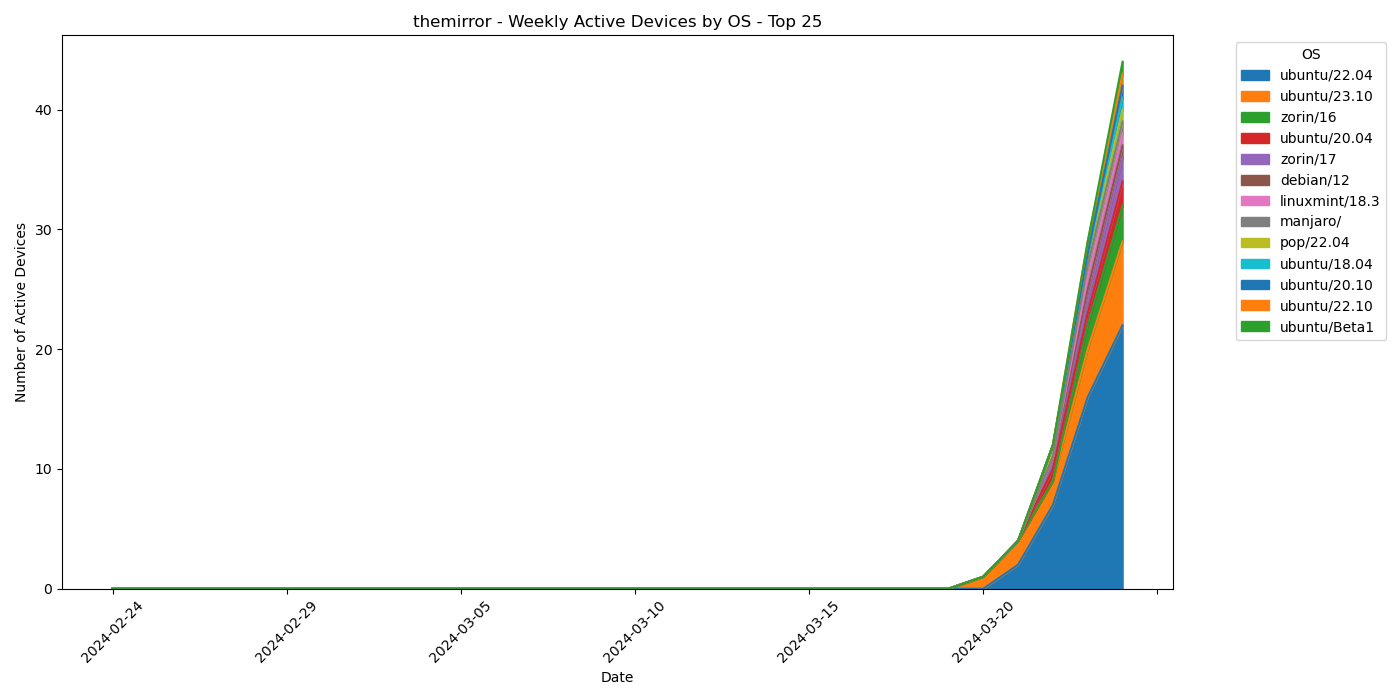 themirror - Weekly Active Devices by OS - Top 25
Number of Active Devices
40
30
20
10
0
2024-02-24
2024-02-29
2024-03-05
2024-03-10
2024-03-15
2024-03-20
Date
OS
ubuntu/22.04
ubuntu/23.10
zorin/16
ubuntu/20.04
zorin/17
debian/12
linuxmint/18.3
manjaro/
pop/22.04
ubuntu/18.04
ubuntu/20.10
ubuntu/22.10
ubuntu/Beta1